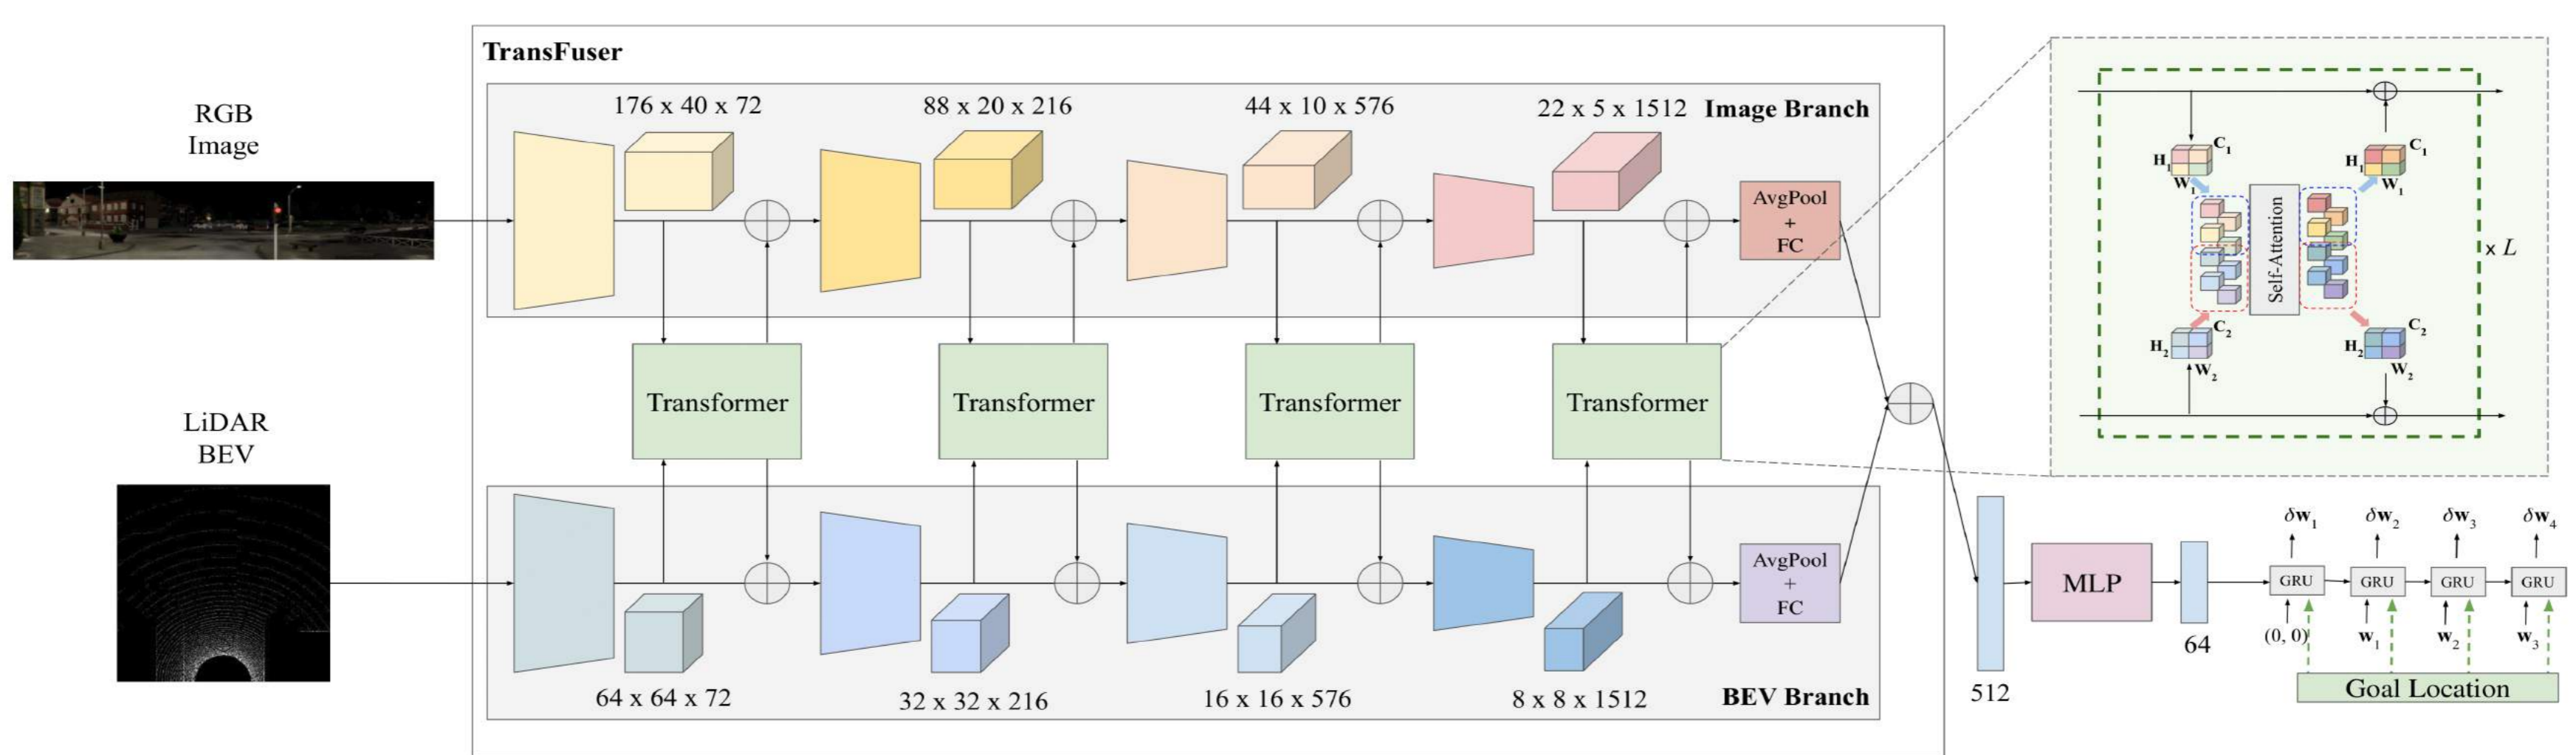 TransFuser
RGB
Image
176 x 40 x 72
88 x 20 x 216
44 x 10 x 576
22 x 5 x 1512
Image Branch
AvgPool
+
FC
Transformer
Transformer
Transformer
Transformer
LiDAR
BEV
AvgPool
+
FC
64 x 64 x 72
32 x 32 x 216
16 x 16 x 576
8 x 8 x 1512
BEV Branch
H₁
C₁
W₁
H₁
C₁
W₁
Self-Attention
x L
H₂
C₂
W₂
H₂
C₂
W₂
512
MLP
64
δw₁
δw₂
δw₃
δw₄
GRU
GRU
GRU
GRU
(0, 0)
w₁
w₂
w₃
Goal Location